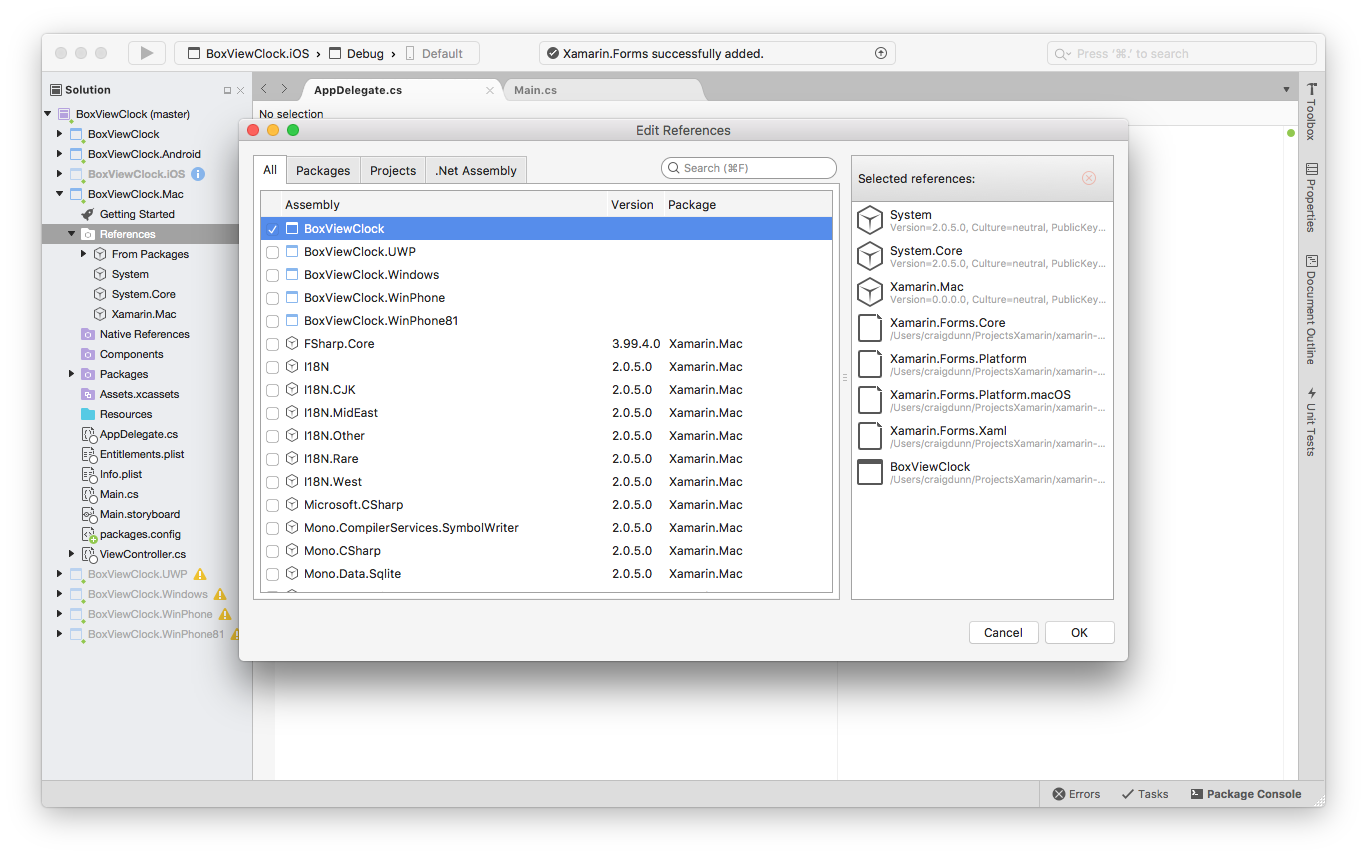 BoxViewClock.iOS › Debug › Default
Xamarin.Forms successfully added.
Press ‘⌘.’ to search
Solution
BoxViewClock (master)
BoxViewClock
BoxViewClock.Android
BoxViewClock.iOS
BoxViewClock.Mac
Getting Started
References
From Packages
System
System.Core
Xamarin.Mac
Native References
Components
Packages
Assets.xcassets
Resources
AppDelegate.cs
Entitlements.plist
Info.plist
Main.cs
Main.storyboard
packages.config
ViewController.cs
BoxViewClock.UWP
BoxViewClock.Windows
BoxViewClock.WinPhone
BoxViewClock.WinPhone81
AppDelegate.cs
Main.cs
No selection
Edit References
All Packages Projects .Net Assembly
Search (⌘F)
Assembly Version Package
BoxViewClock
BoxViewClock.UWP
BoxViewClock.Windows
BoxViewClock.WinPhone
BoxViewClock.WinPhone81
FSharp.Core 3.99.4.0 Xamarin.Mac
I18N 2.0.5.0 Xamarin.Mac
I18N.CJK 2.0.5.0 Xamarin.Mac
I18N.MidEast 2.0.5.0 Xamarin.Mac
I18N.Other 2.0.5.0 Xamarin.Mac
I18N.Rare 2.0.5.0 Xamarin.Mac
I18N.West 2.0.5.0 Xamarin.Mac
Microsoft.CSharp 2.0.5.0 Xamarin.Mac
Mono.CompilerServices.SymbolWriter 2.0.5.0 Xamarin.Mac
Mono.CSharp 2.0.5.0 Xamarin.Mac
Mono.Data.Sqlite 2.0.5.0 Xamarin.Mac
Selected references:
System
Version=2.0.5.0, Culture=neutral, PublicKey...
System.Core
Version=2.0.5.0, Culture=neutral, PublicKey...
Xamarin.Mac
Version=0.0.0.0, Culture=neutral, PublicKey...
Xamarin.Forms.Core
/Users/craigdunn/ProjectsXamarin/xamarin-...
Xamarin.Forms.Platform
/Users/craigdunn/ProjectsXamarin/xamarin-...
Xamarin.Forms.Platform.macOS
/Users/craigdunn/ProjectsXamarin/xamarin-...
Xamarin.Forms.Xaml
/Users/craigdunn/ProjectsXamarin/xamarin-...
BoxViewClock
/Users/craigdunn/ProjectsXamarin/xamarin-...
Cancel OK
Toolbox
Properties
Document Outline
Unit Tests
Errors Tasks Package Console